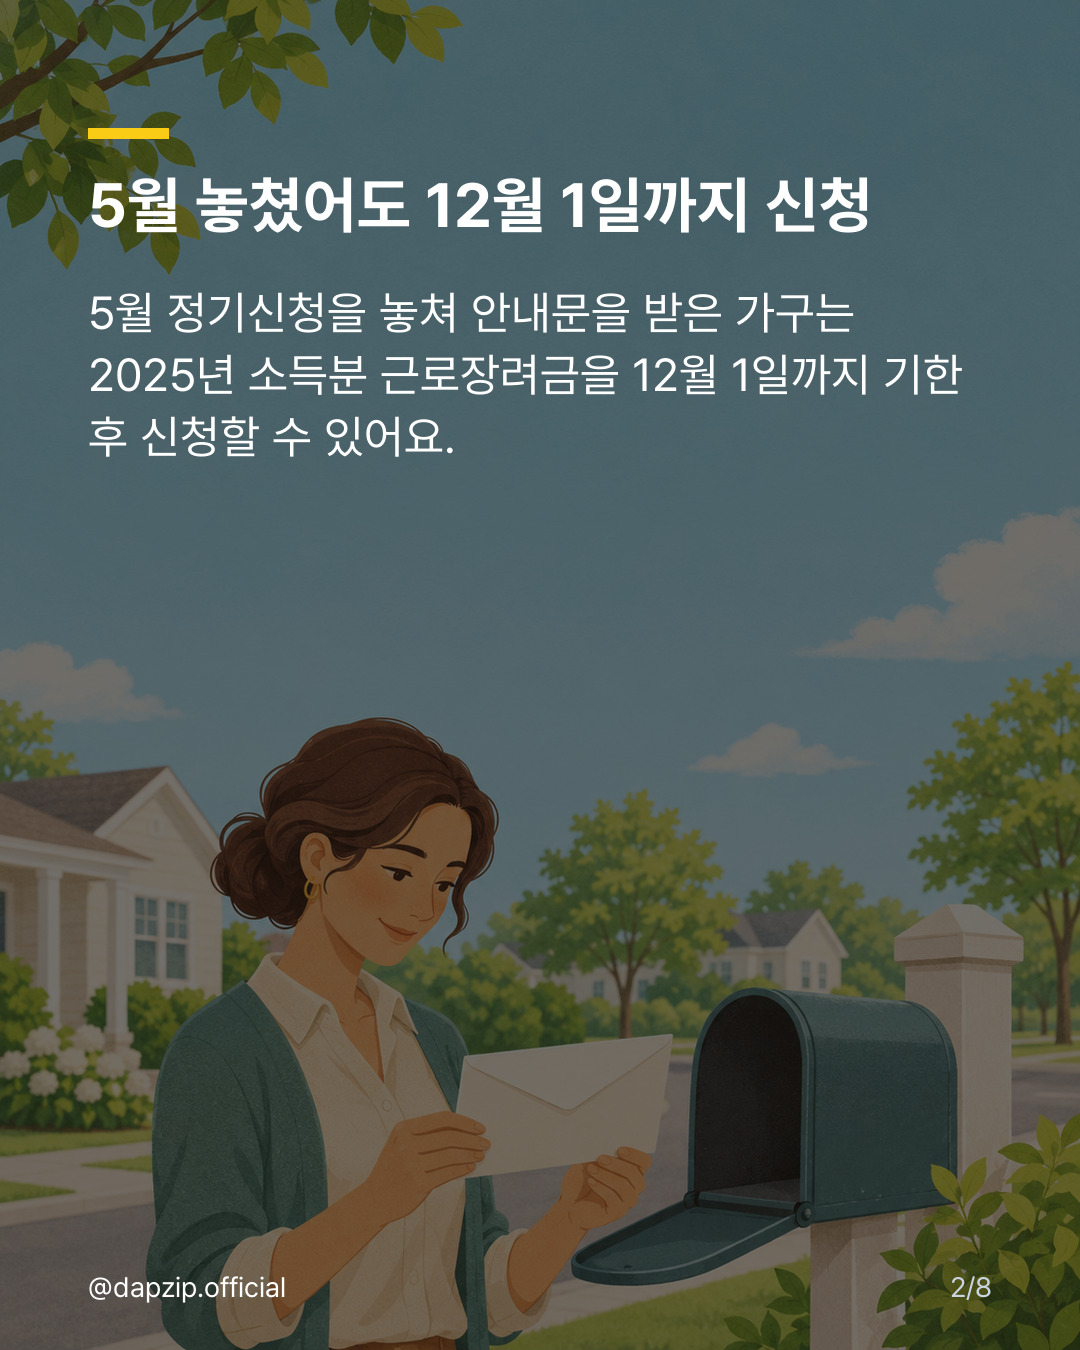 5월 놓쳤어도 12월 1일까지 신청
5월 정기신청을 놓쳐 안내문을 받은 가구는
2025년 소득분 근로장려금을 12월 1일까지 기한
후 신청할 수 있어요.
@dapzip.official
2/8